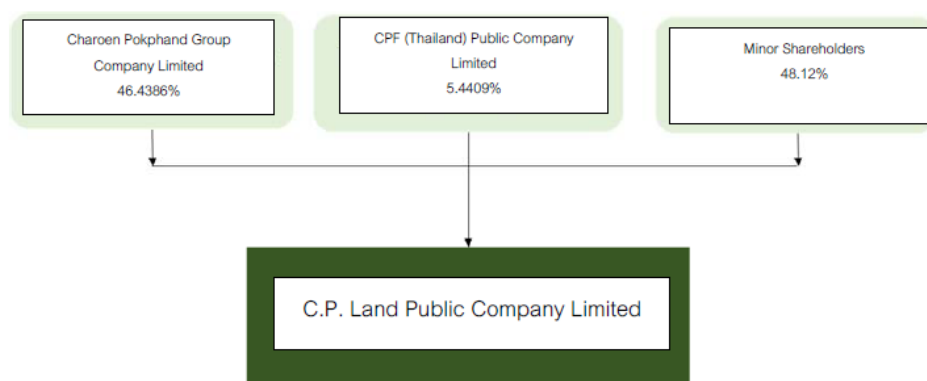 Charoen Pokphand Group
Company Limited
46.4386%
CPF (Thailand) Public Company
Limited
5.4409%
Minor Shareholders
48.12%
C.P. Land Public Company Limited